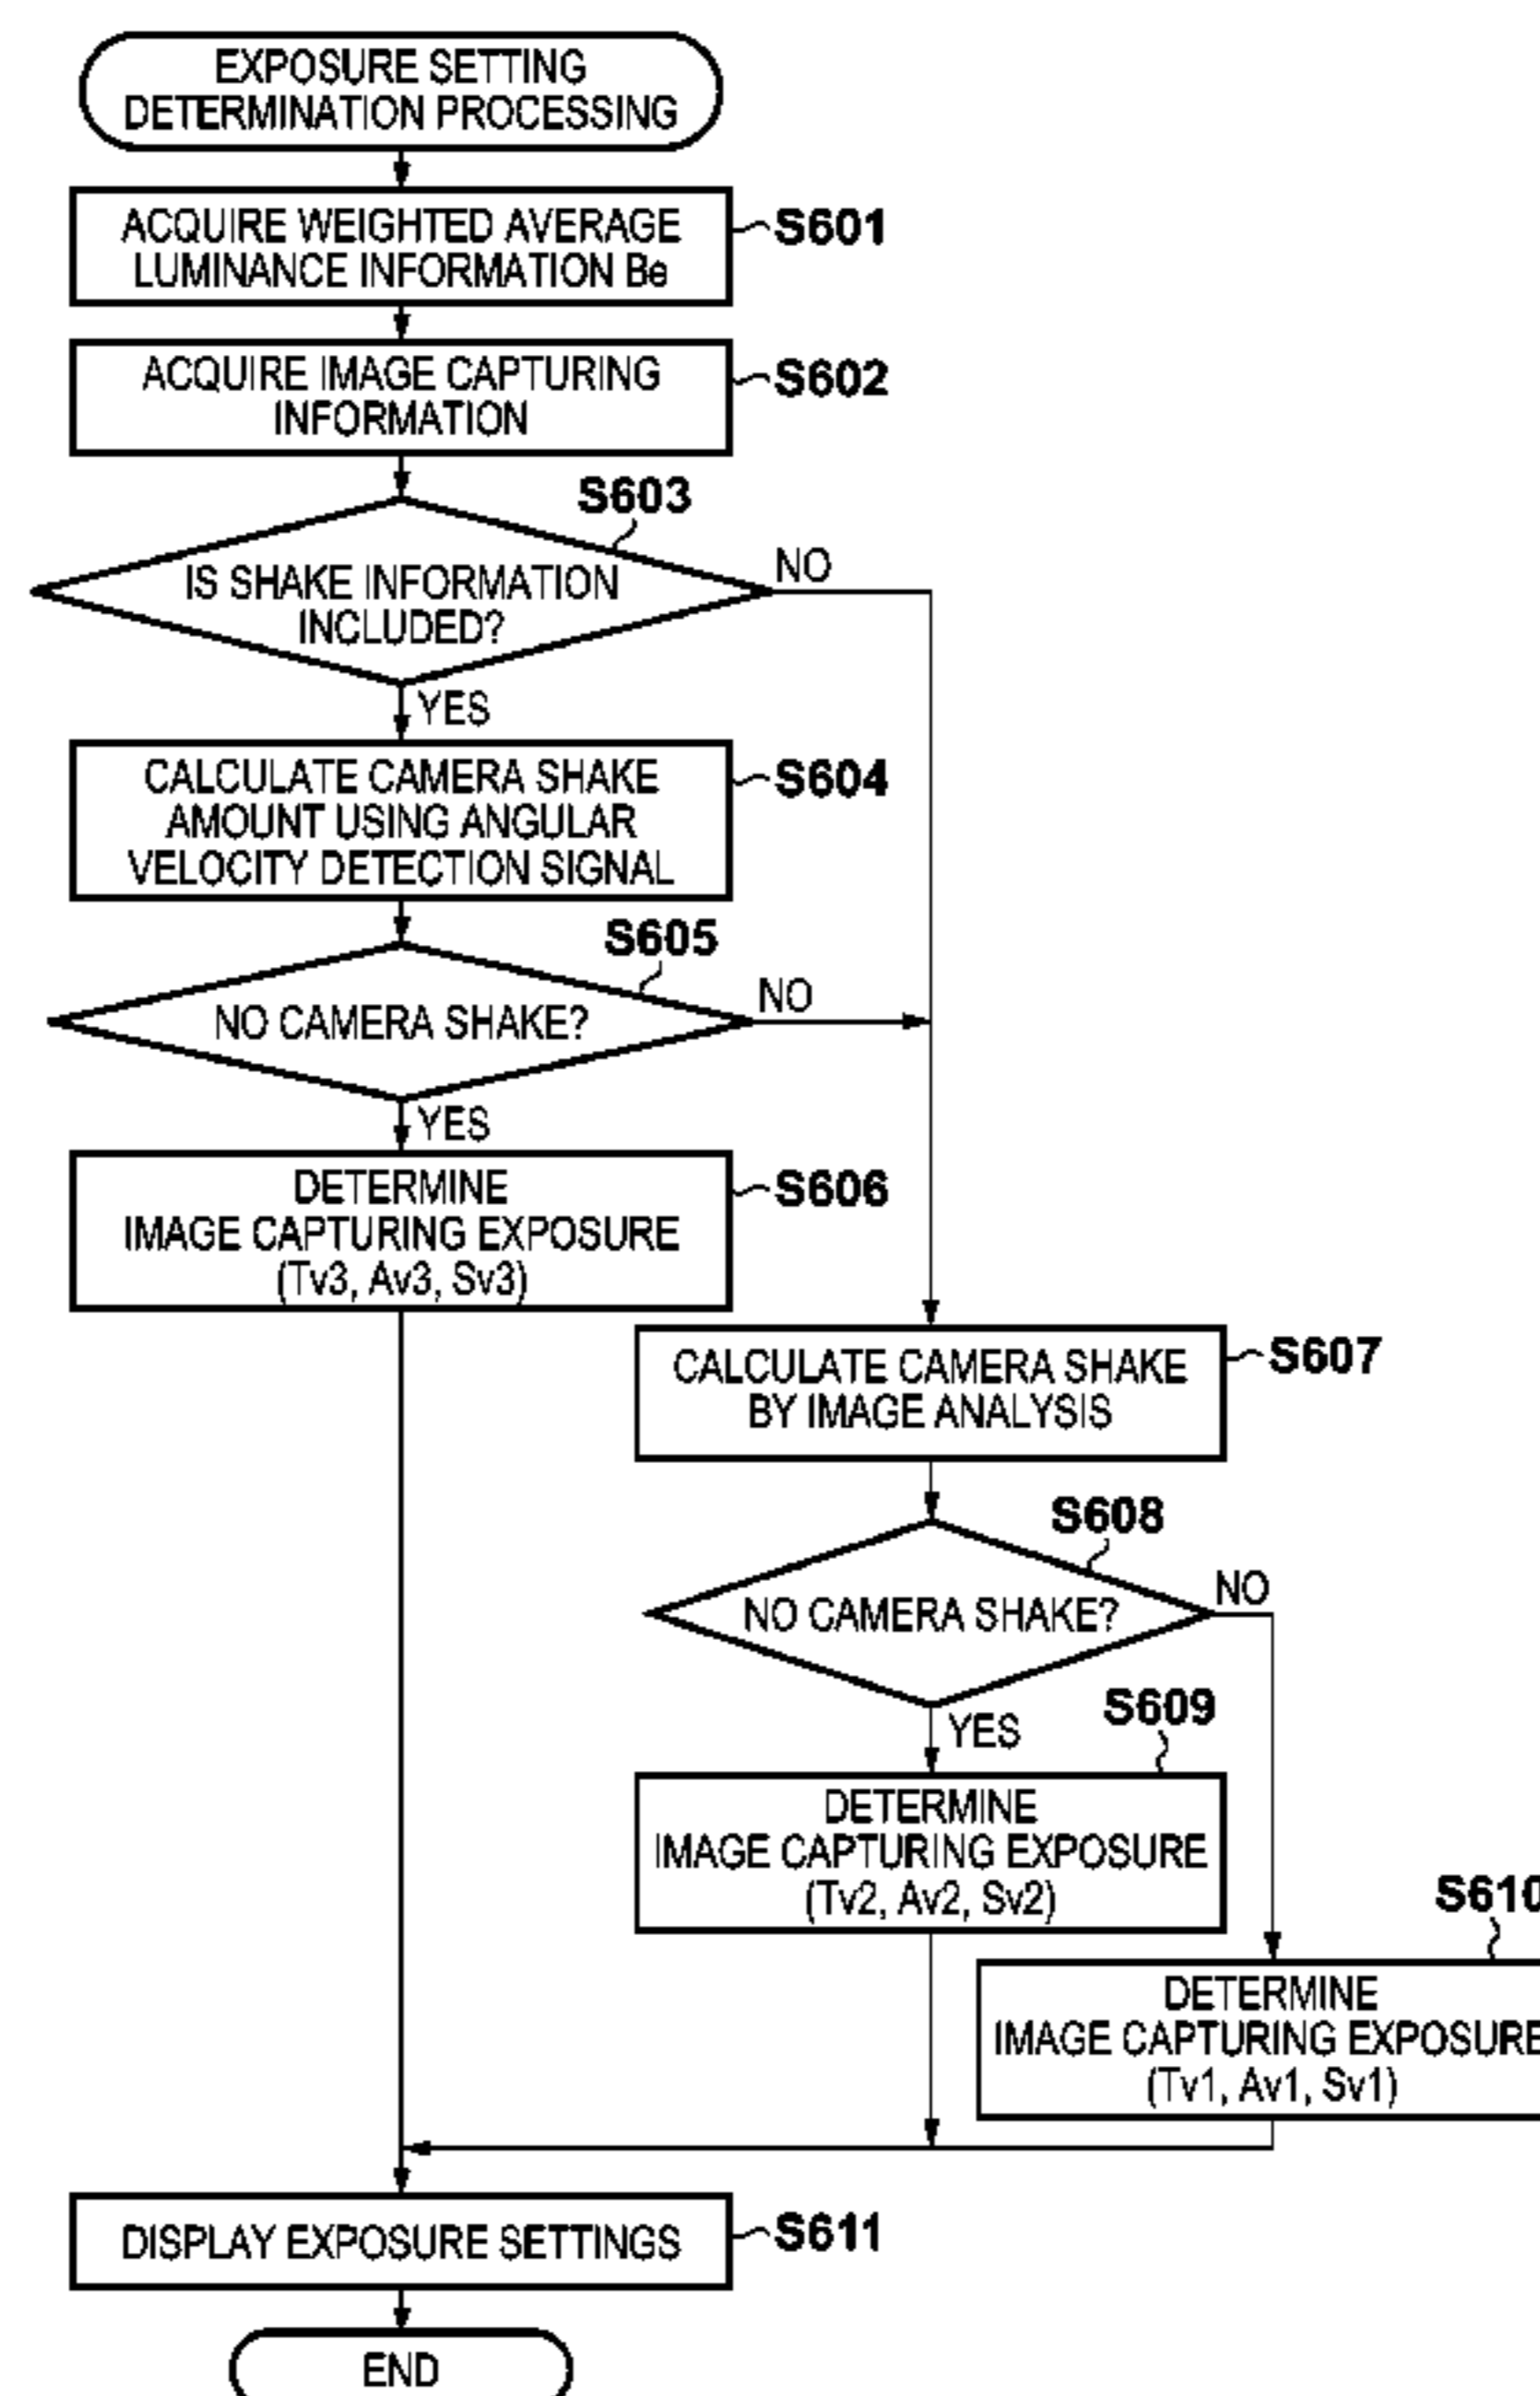 EXPOSURE SETTING
DETERMINATION PROCESSING
ACQUIRE WEIGHTED AVERAGE
LUMINANCE INFORMATION Be
S601
ACQUIRE IMAGE CAPTURING
INFORMATION
S602
S603
IS SHAKE INFORMATION
INCLUDED?
NO
YES
CALCULATE CAMERA SHAKE
AMOUNT USING ANGULAR
VELOCITY DETECTION SIGNAL
S604
S605
NO CAMERA SHAKE?
NO
YES
DETERMINE
IMAGE CAPTURING EXPOSURE
(Tv3, Av3, Sv3)
S606
CALCULATE CAMERA SHAKE
BY IMAGE ANALYSIS
S607
S608
NO CAMERA SHAKE?
NO
YES
S609
DETERMINE
IMAGE CAPTURING EXPOSURE
(Tv2, Av2, Sv2)
S610
DETERMINE
IMAGE CAPTURING EXPOSURE
(Tv1, Av1, Sv1)
DISPLAY EXPOSURE SETTINGS
S611
END